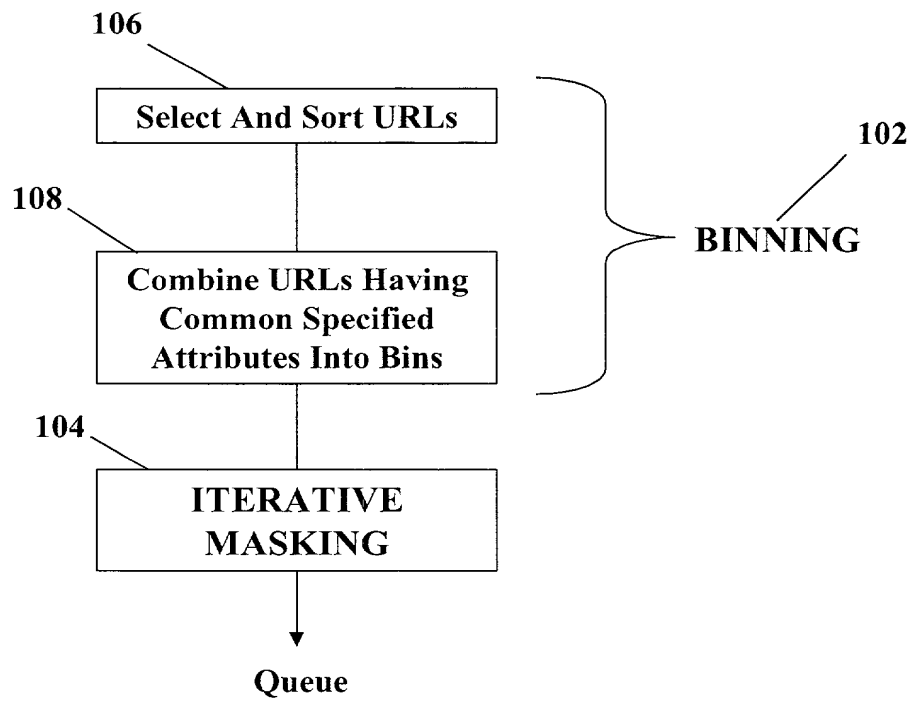 106
Select And Sort URLs
102
108
BINNING
Combine URLs Having
Common Specified
Attributes Into Bins
104
ITERATIVE
MASKING
Queue